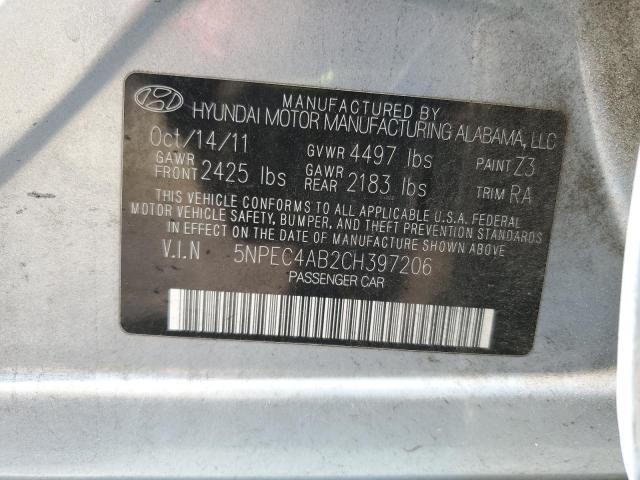 MANUFACTURED BY
HYUNDAI MOTOR MANUFACTURING ALABAMA, LLC
Oct/14/11 GVWR 4497 lbs PAINT Z3
GAWR FRONT 2425 lbs GAWR REAR 2183 lbs TRIM RA
THIS VEHICLE CONFORMS TO ALL APPLICABLE U.S.A. FEDERAL
MOTOR VEHICLE SAFETY, BUMPER, AND THEFT PREVENTION STANDARDS
IN EFFECT ON THE DATE OF MANUFACTURE SHOWN ABOVE
V.I.N 5NPEC4AB2CH397206
PASSENGER CAR